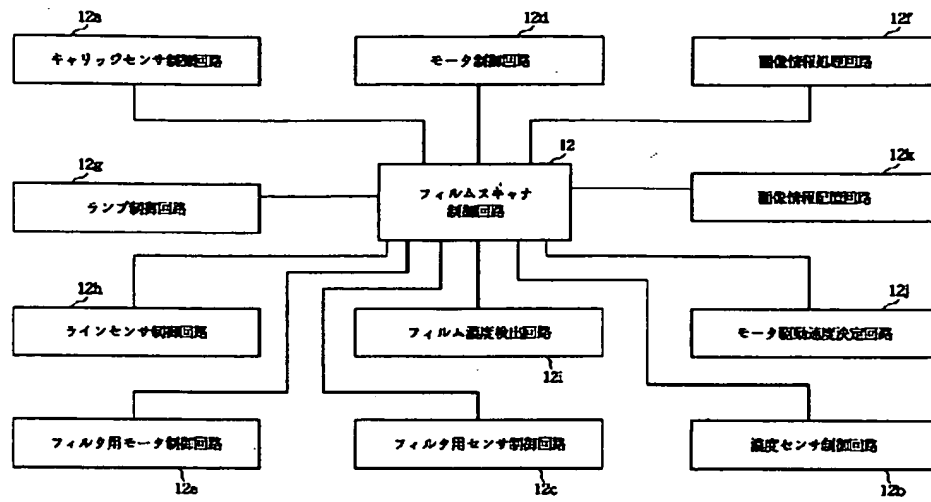 12a
12d
12f
キャリッジセンサ制御回路
モータ制御回路
画像情報処理回路
12g
12
12k
ランプ制御回路
フィルムスキャナ
制御回路
画像情報記憶回路
12h
12j
ラインセンサ制御回路
フィルム濃度検出回路
モータ駆動速度決定回路
12i
フィルタ用モータ制御回路
フィルタ用センサ制御回路
濃度センサ制御回路
12e
12c
12b